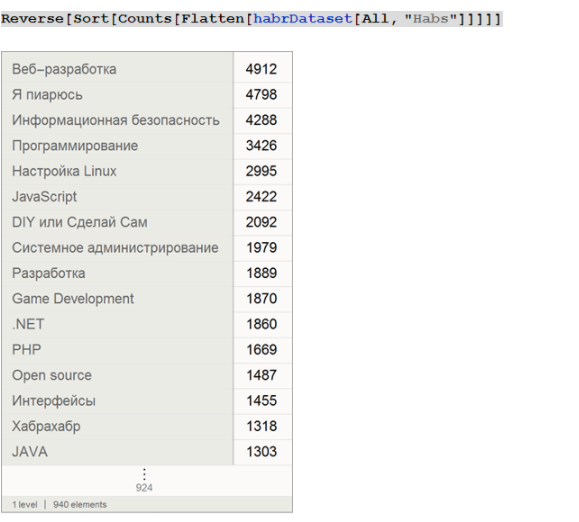 Reverse[Sort[Counts[Flatten[habrDataset[All, "Habs"]]]]]
Веб-разработка 4912
Я пиарюсь 4798
Информационная безопасность 4288
Программирование 3426
Настройка Linux 2995
JavaScript 2422
DIY или Сделай Сам 2092
Системное администрирование 1979
Разработка 1889
Game Development 1870
.NET 1860
PHP 1669
Open source 1487
Интерфейсы 1455
Хабрахабр 1318
JAVA 1303
⋮
924
1 level | 940 elements